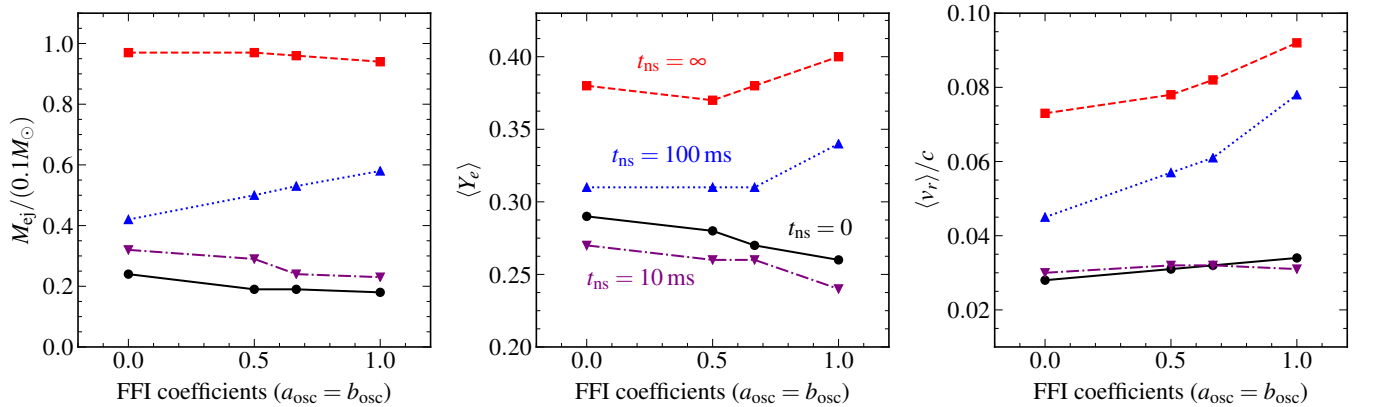 M_ej/(0.1M_⊙)
1.0
0.8
0.6
0.4
0.2
0.0
0.0 0.5 1.0
FFI coefficients (a_osc = b_osc)
⟨Y_e⟩
0.40
0.35
0.30
0.25
0.20
t_ns = ∞
t_ns = 100 ms
t_ns = 0
t_ns = 10 ms
0.0 0.5 1.0
FFI coefficients (a_osc = b_osc)
⟨v_r⟩/c
0.10
0.08
0.06
0.04
0.02
0.0 0.5 1.0
FFI coefficients (a_osc = b_osc)